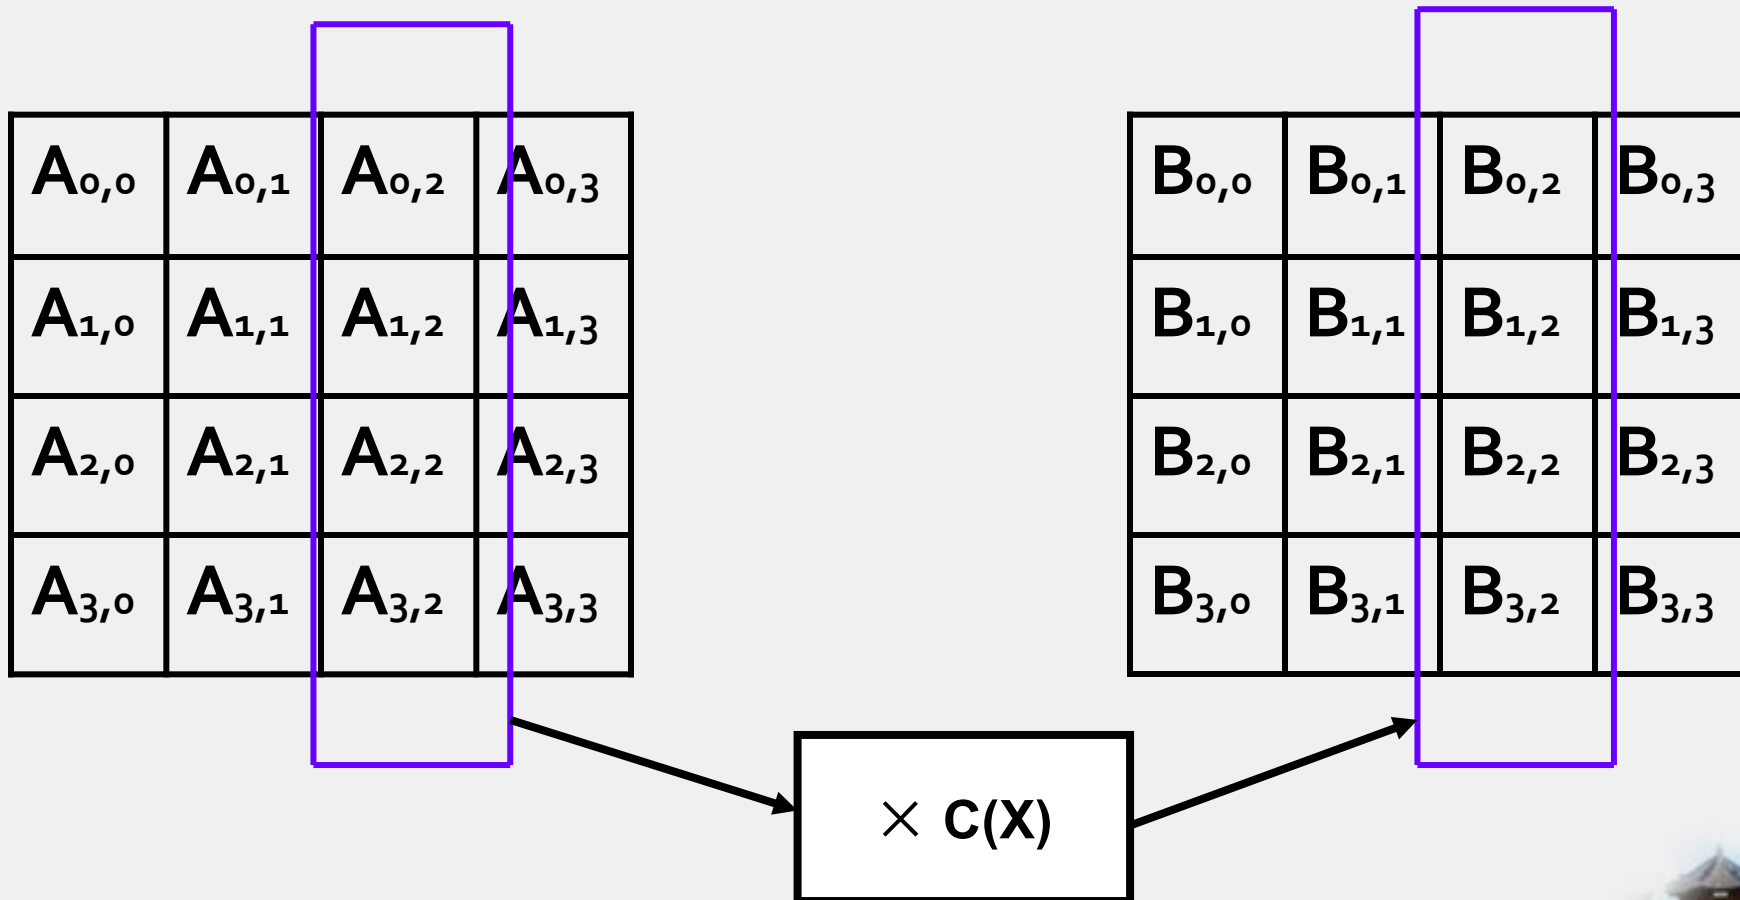 A0,0 A0,1 A0,2 A0,3
A1,0 A1,1 A1,2 A1,3
A2,0 A2,1 A2,2 A2,3
A3,0 A3,1 A3,2 A3,3
B0,0 B0,1 B0,2 B0,3
B1,0 B1,1 B1,2 B1,3
B2,0 B2,1 B2,2 B2,3
B3,0 B3,1 B3,2 B3,3
× C(X)